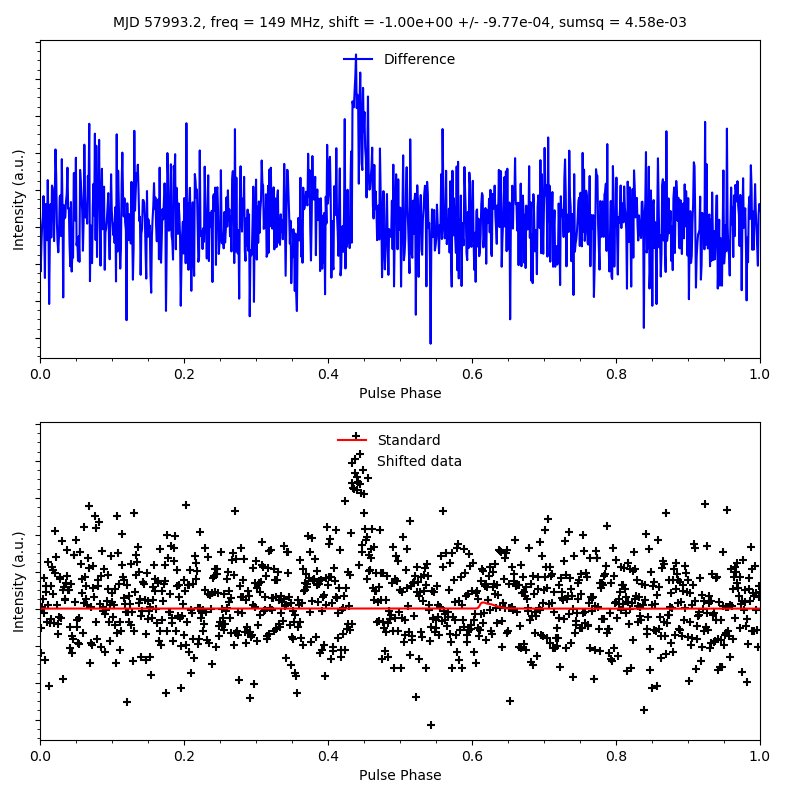 MJD 57993.2, freq = 149 MHz, shift = -1.00e+00 +/- -9.77e-04, sumsq = 4.58e-03
Difference
Intensity (a.u.)
0.0 0.2 0.4 0.6 0.8 1.0
Pulse Phase
Standard
Shifted data
Intensity (a.u.)
0.0 0.2 0.4 0.6 0.8 1.0
Pulse Phase